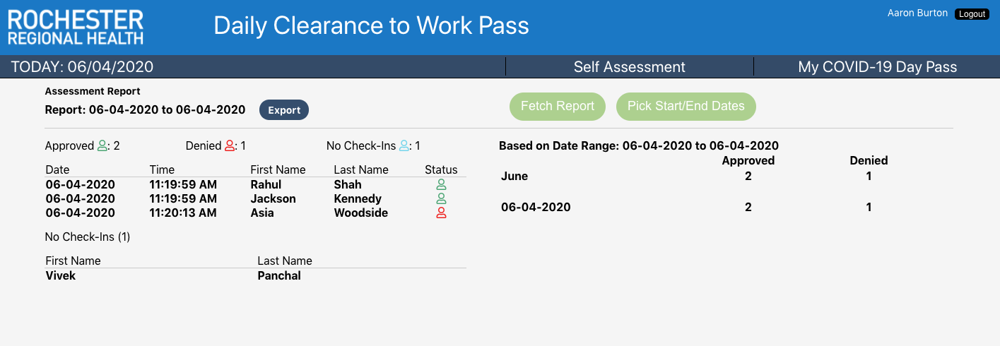 ROCHESTER
REGIONAL HEALTH
Daily Clearance to Work Pass
Aaron Burton Logout
TODAY: 06/04/2020 Self Assessment My COVID-19 Day Pass
Assessment Report
Report: 06-04-2020 to 06-04-2020 Export
Fetch Report Pick Start/End Dates
Approved : 2 Denied : 1 No Check-Ins : 1
Date Time First Name Last Name Status
06-04-2020 11:19:59 AM Rahul Shah
06-04-2020 11:19:59 AM Jackson Kennedy
06-04-2020 11:20:13 AM Asia Woodside
No Check-Ins (1)
First Name Last Name
Vivek Panchal
Based on Date Range: 06-04-2020 to 06-04-2020
Approved Denied
June 2 1
06-04-2020 2 1